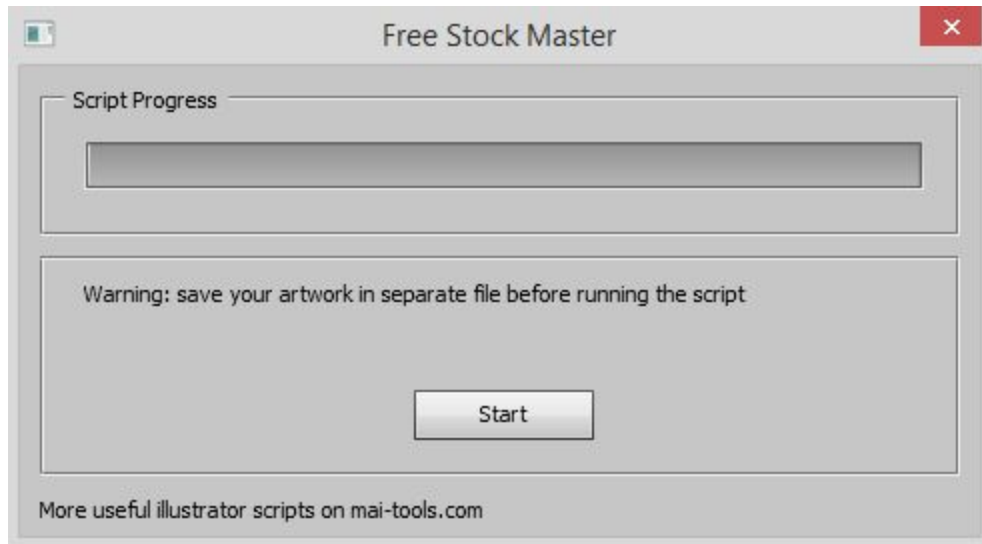 Free Stock Master
Script Progress
Warning: save your artwork in separate file before running the script
Start
More useful illustrator scripts on mai-tools.com